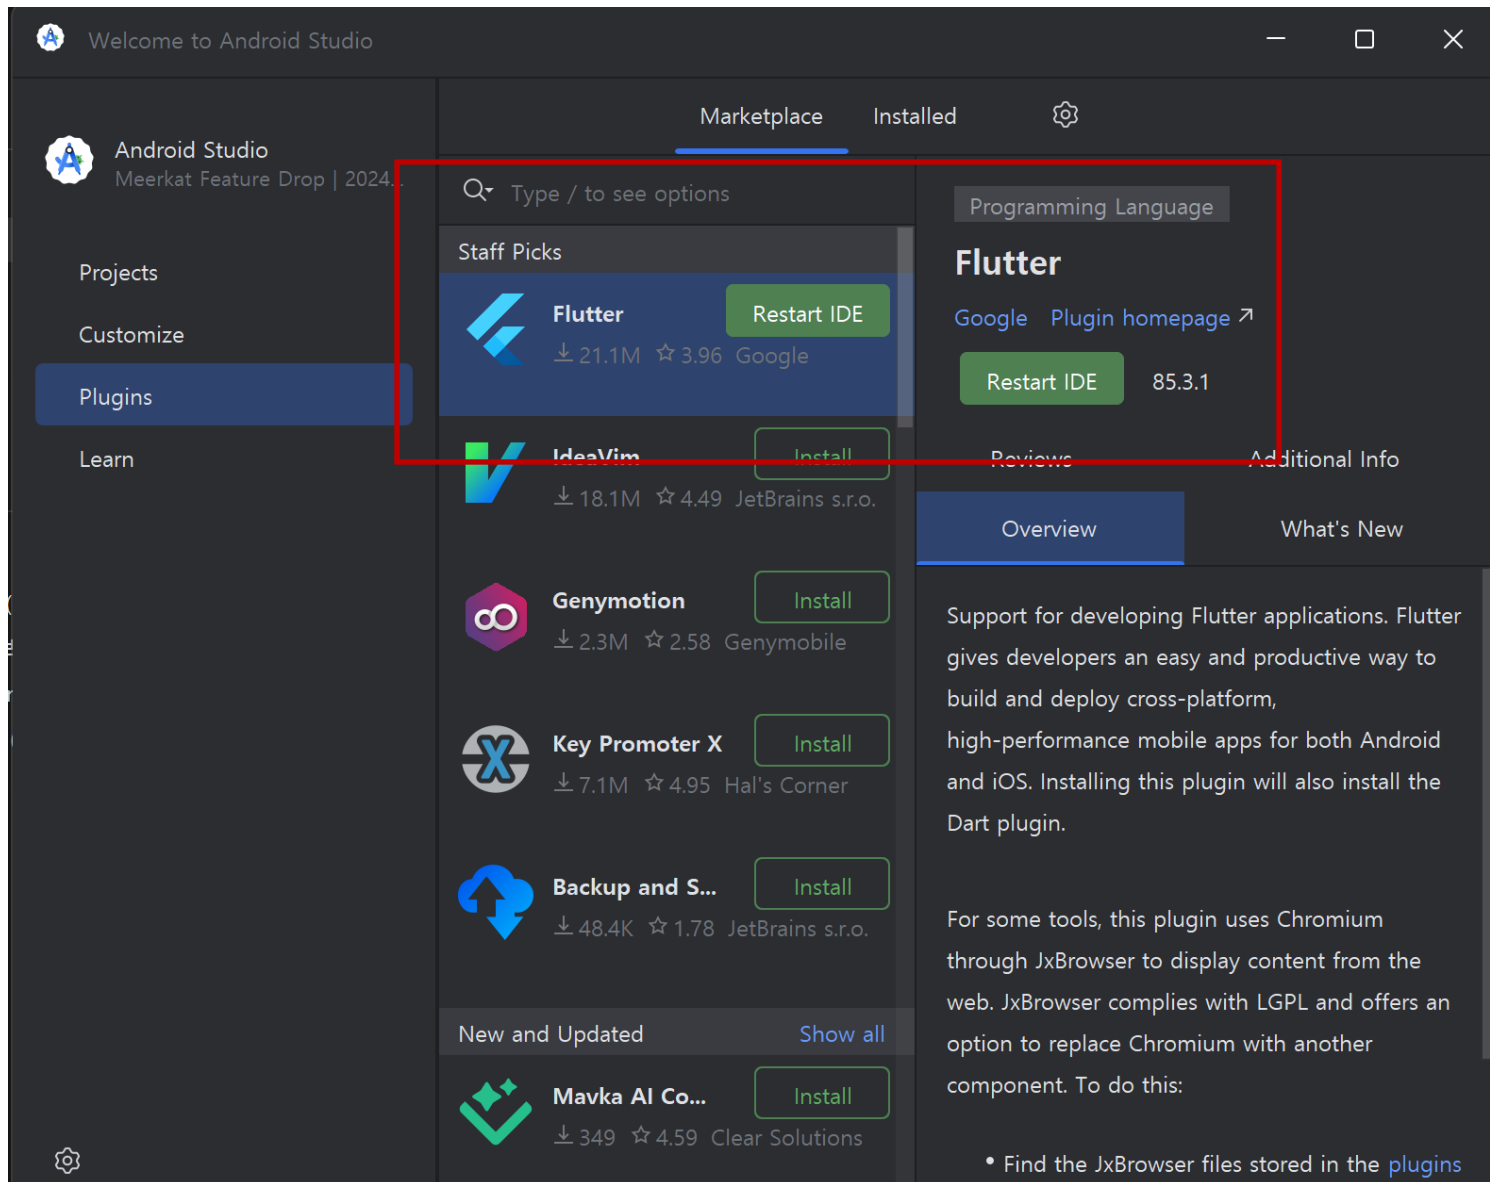 Welcome to Android Studio
Android Studio
Meerkat Feature Drop | 2024...
Projects
Customize
Plugins
Learn
Marketplace
Installed
Type / to see options
Staff Picks
Flutter
Restart IDE
21.1M 3.96 Google
IdeaVim
Install
18.1M 4.49 JetBrains s.r.o.
Genymotion
Install
2.3M 2.58 Genymobile
Key Promoter X
Install
7.1M 4.95 Hal's Corner
Backup and S...
Install
48.4K 1.78 JetBrains s.r.o.
New and Updated
Show all
Mavka AI Co...
Install
349 4.59 Clear Solutions
Programming Language
Flutter
Google Plugin homepage
Restart IDE 85.3.1
Reviews
Additional Info
Overview
What's New
Support for developing Flutter applications. Flutter
gives developers an easy and productive way to
build and deploy cross-platform,
high-performance mobile apps for both Android
and iOS. Installing this plugin will also install the
Dart plugin.
For some tools, this plugin uses Chromium
through JxBrowser to display content from the
web. JxBrowser complies with LGPL and offers an
option to replace Chromium with another
component. To do this:
• Find the JxBrowser files stored in the plugins